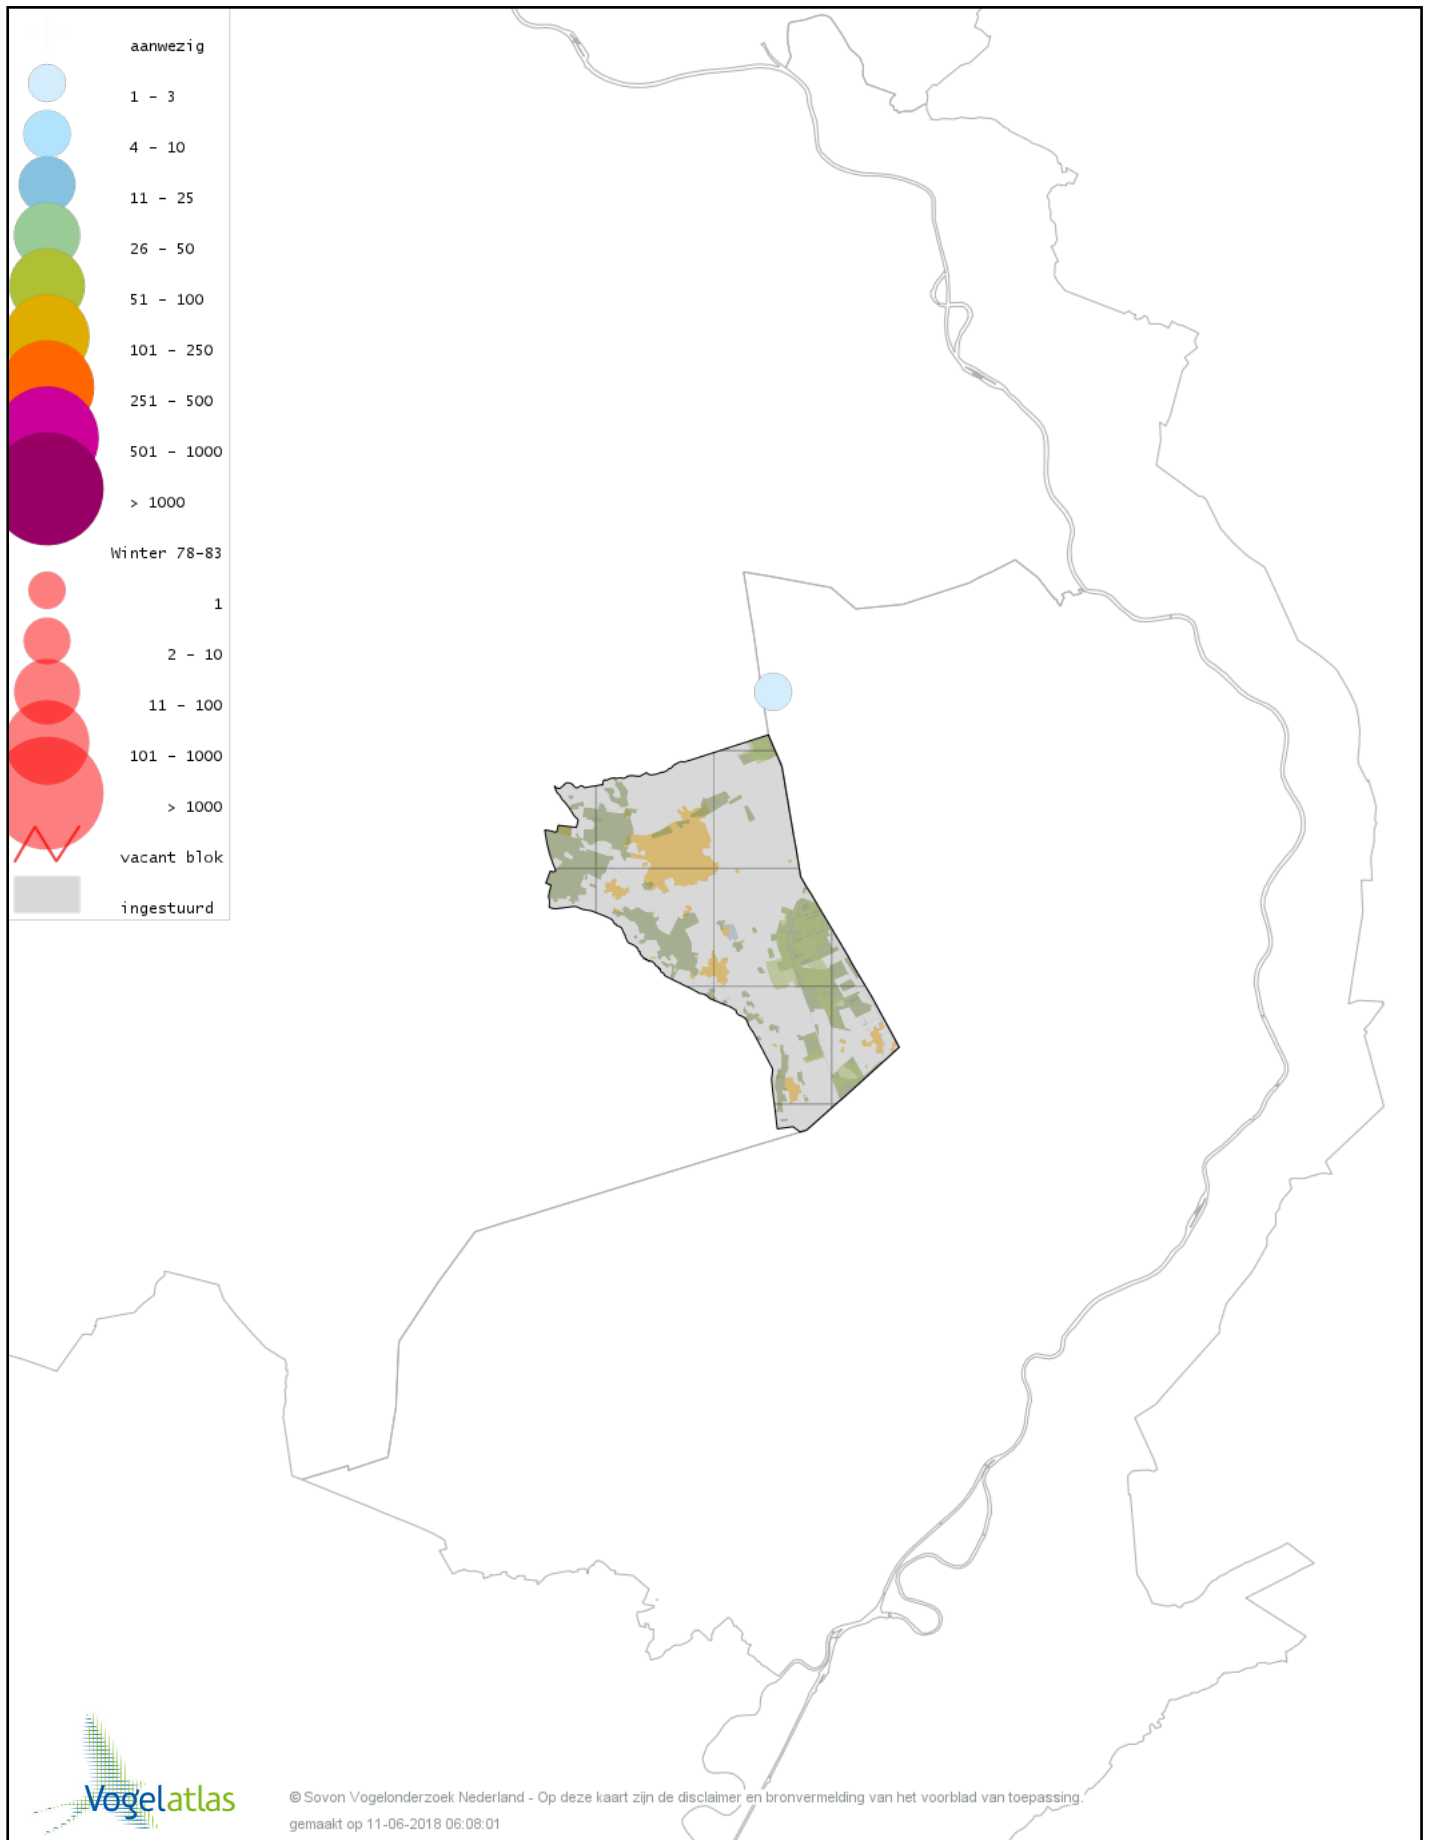 aanwezig
1 - 3
4 - 10
11 - 25
26 - 50
51 - 100
101 - 250
251 - 500
501 - 1000
> 1000
Winter 78-83
1
2 - 10
11 - 100
101 - 1000
> 1000
vacant blok
ingestuurd
Vogelatlas
© Sovon Vogelonderzoek Nederland - Op deze kaart zijn de disclaimer en bronvermelding van het voorblad van toepassing.
gemaakt op 11-06-2018 06:08:01